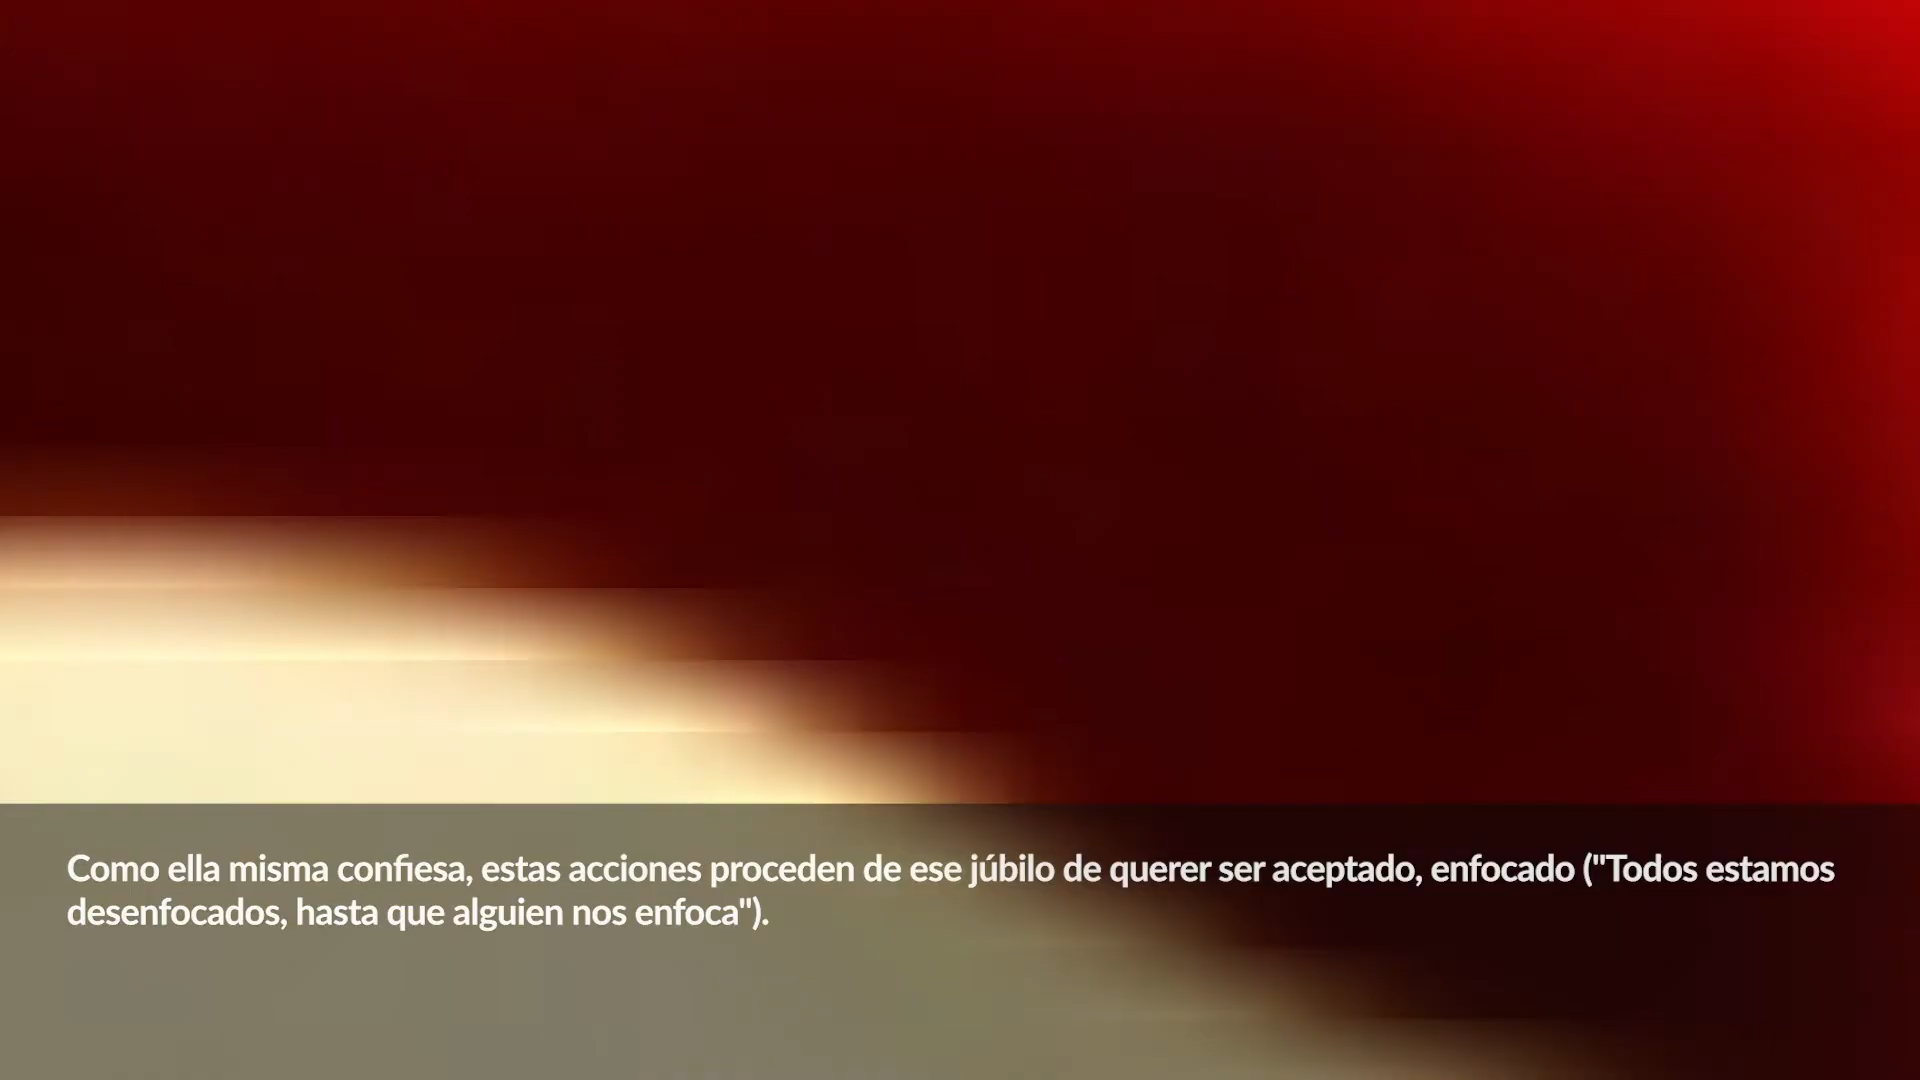 Como ella misma confiesa, estas acciones proceden de ese júbilo de querer ser aceptado, enfocado ("Todos estamos
desenfocados, hasta que alguien nos enfoca").